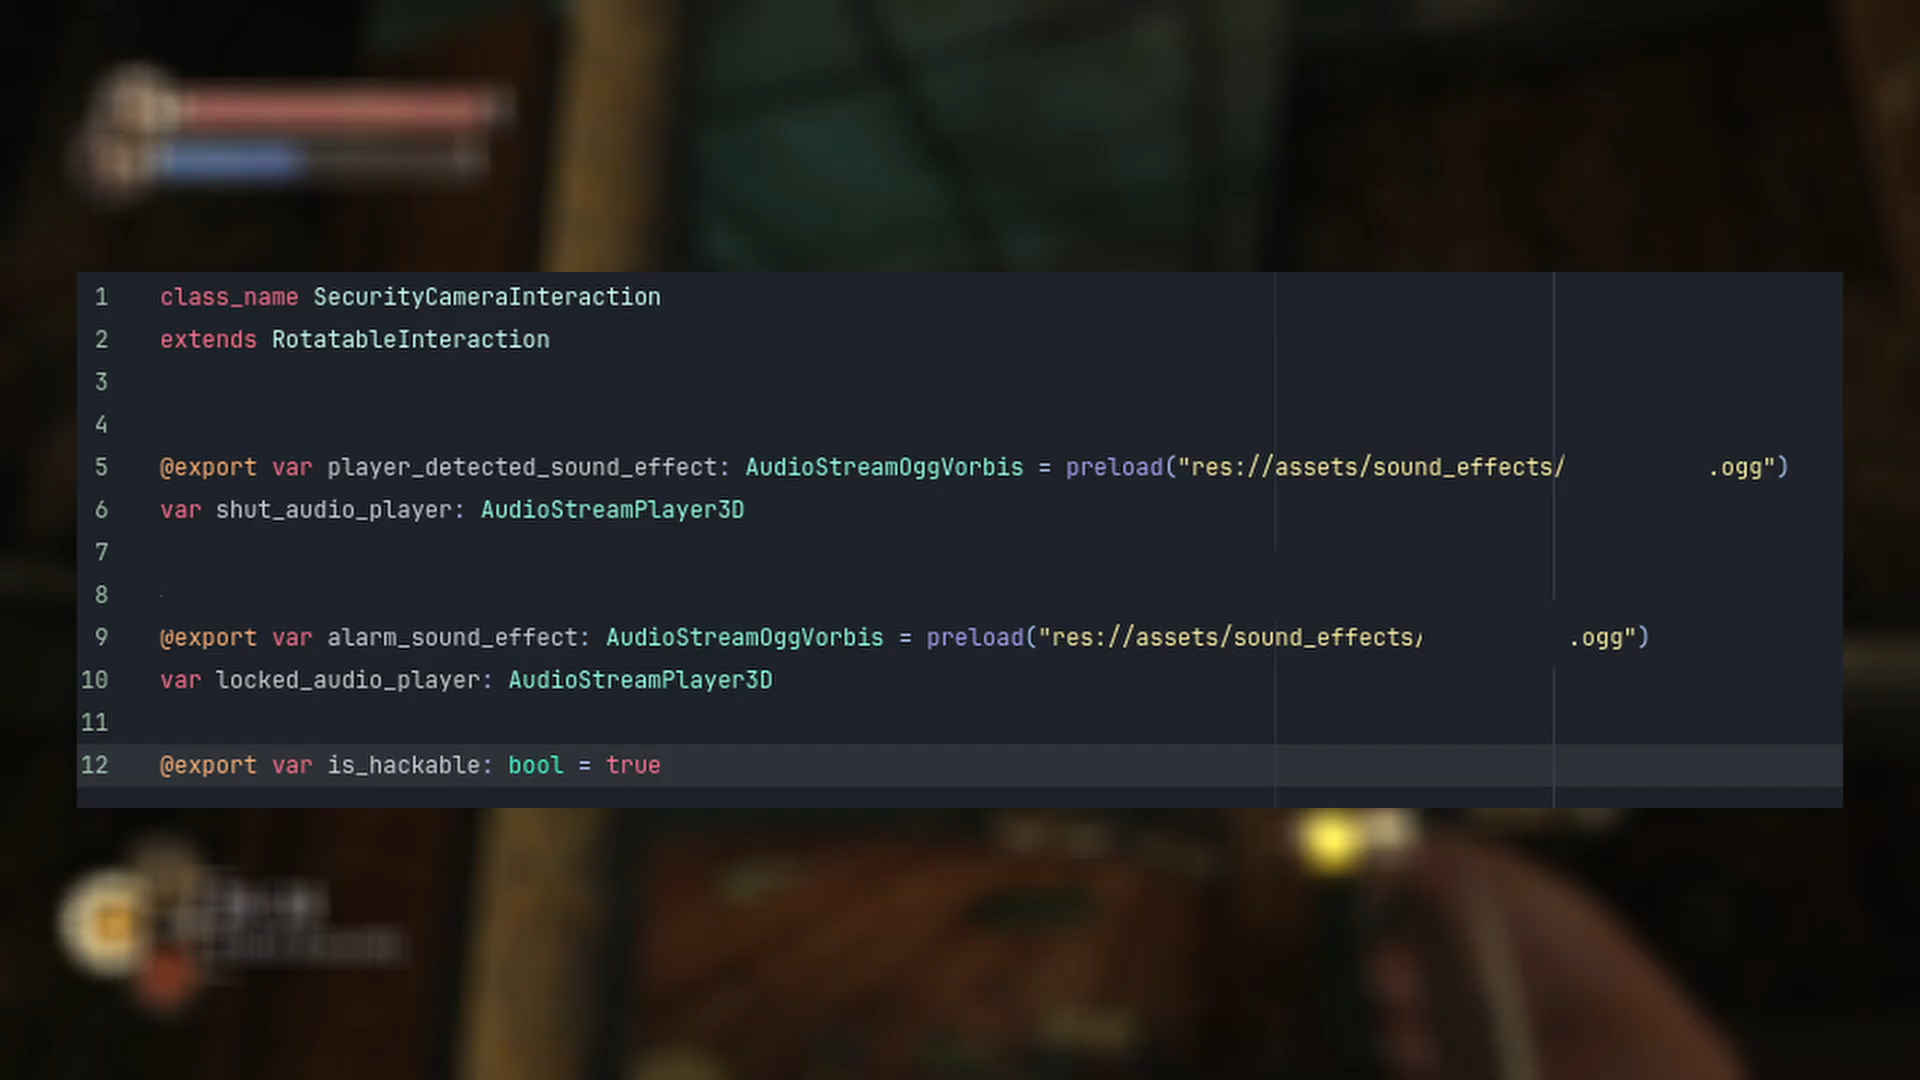 1 class_name SecurityCameraInteraction
2 extends RotatableInteraction
3
4
5 @export var player_detected_sound_effect: AudioStreamOggVorbis = preload("res://assets/sound_effects/ .ogg")
6 var shut_audio_player: AudioStreamPlayer3D
7
8
9 @export var alarm_sound_effect: AudioStreamOggVorbis = preload("res://assets/sound_effects/ .ogg")
10 var locked_audio_player: AudioStreamPlayer3D
11
12 @export var is_hackable: bool = true